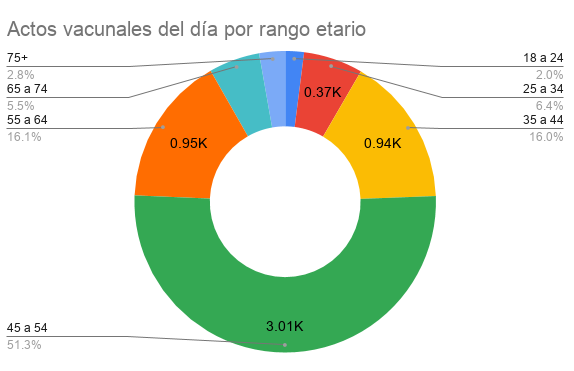 Actos vacunales del día por rango etario
75+
2.8%
65 a 74
5.5%
55 a 64
16.1%
18 a 24
2.0%
25 a 34
6.4%
35 a 44
16.0%
0.37K
0.95K
0.94K
3.01K
45 a 54
51.3%